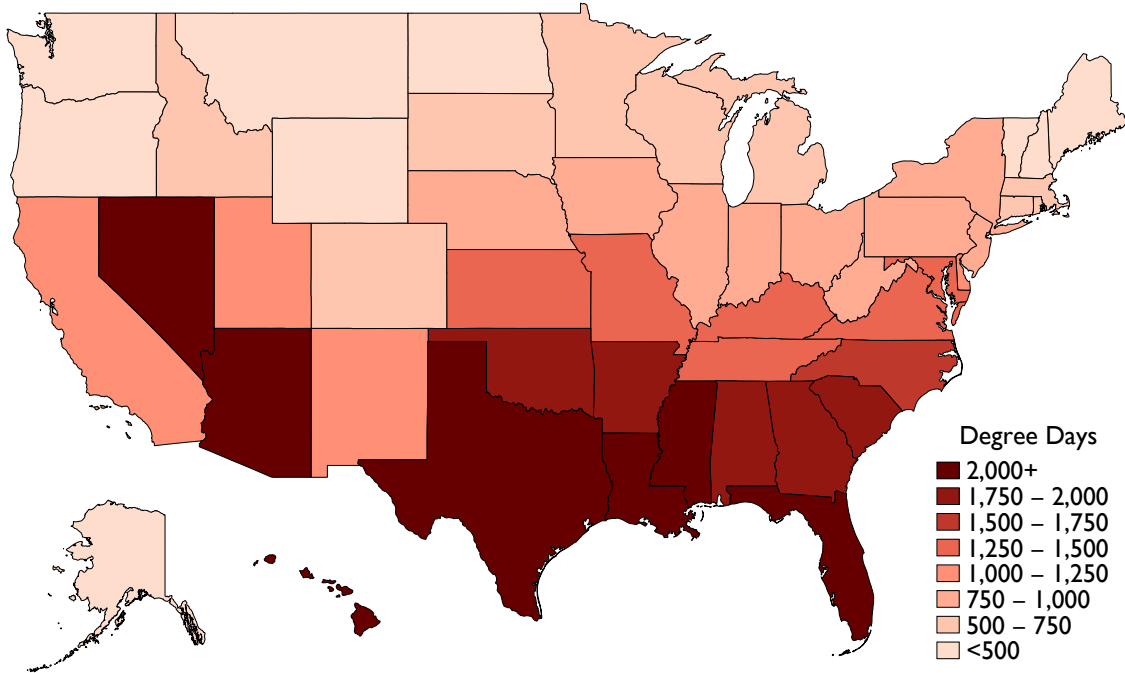 Degree Days
2,000+
1,750 – 2,000
1,500 – 1,750
1,250 – 1,500
1,000 – 1,250
750 – 1,000
500 – 750
<500